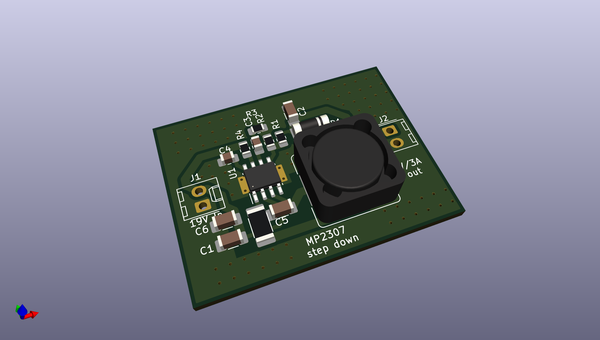 J1
19V
C6
C1
C4
U1
R4
C3
R3
R2
R1
C2
C5
J2
/3A
out
MP2307
step down